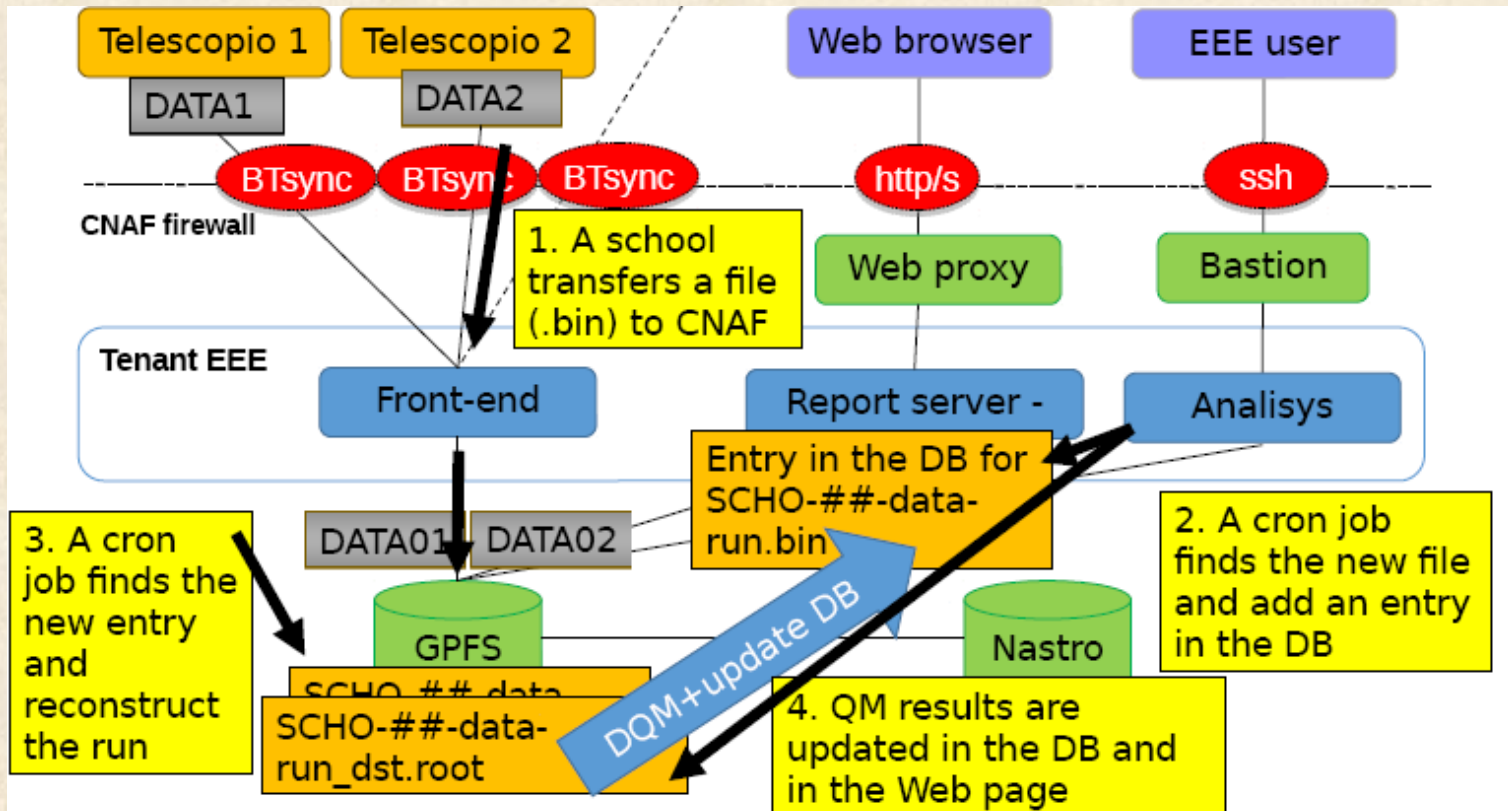 Telescopio 1
Telescopio 2
Web browser
EEE user
DATA1
DATA2
BTsync
BTsync
BTsync
http/s
ssh
CNAF firewall
1. A school
transfers a file
(.bin) to CNAF
Web proxy
Bastion
Tenant EEE
Front-end
Report server -
Analisys
Entry in the DB for
SCHO-##-data-
run.bin
DATA01
DATA02
2. A cron job
finds the new file
and add an entry
in the DB
3. A cron
job finds the
new entry
and
reconstruct
the run
GPFS
Nastro
DQM+update DB
SCHO-##-data-
SCHO-##-data-
run_dst.root
4. QM results are
updated in the DB and
in the Web page